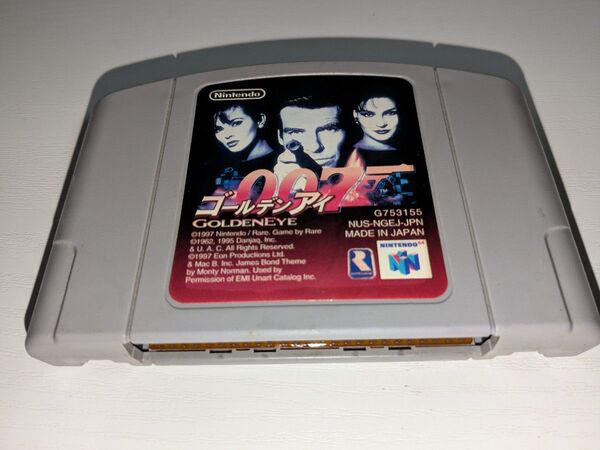 Nintendo
007
ゴールデンアイ
GOLDENEYE
G753155
NUS-NGEJ-JPN
MADE IN JAPAN
©1997 Nintendo / Rare. Game by Rare
©1962, 1995 Danjaq, Inc.
& U. A. C. All Rights Reserved.
©1997 Eon Productions Ltd.
& Mac B. Inc. James Bond Theme
by Monty Norman. Used by
Permission of EMI Unart Catalog Inc.
NINTENDO 64